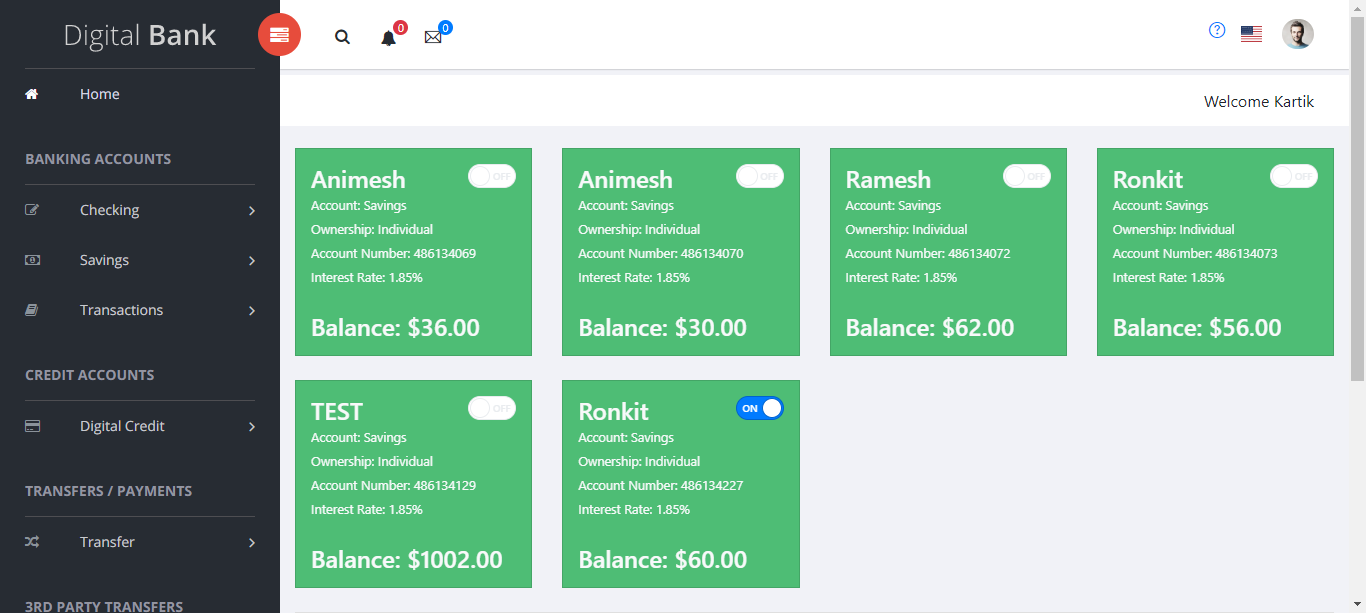 Digital Bank
0
0
?
Home
Welcome Kartik
BANKING ACCOUNTS
Checking
Savings
Transactions
CREDIT ACCOUNTS
Digital Credit
TRANSFERS / PAYMENTS
Transfer
3RD PARTY TRANSFERS
Animesh
OFF
Account: Savings
Ownership: Individual
Account Number: 486134069
Interest Rate: 1.85%
Balance: $36.00
Animesh
OFF
Account: Savings
Ownership: Individual
Account Number: 486134070
Interest Rate: 1.85%
Balance: $30.00
Ramesh
OFF
Account: Savings
Ownership: Individual
Account Number: 486134072
Interest Rate: 1.85%
Balance: $62.00
Ronkit
OFF
Account: Savings
Ownership: Individual
Account Number: 486134073
Interest Rate: 1.85%
Balance: $56.00
TEST
OFF
Account: Savings
Ownership: Individual
Account Number: 486134129
Interest Rate: 1.85%
Balance: $1002.00
Ronkit
ON
Account: Savings
Ownership: Individual
Account Number: 486134227
Interest Rate: 1.85%
Balance: $60.00